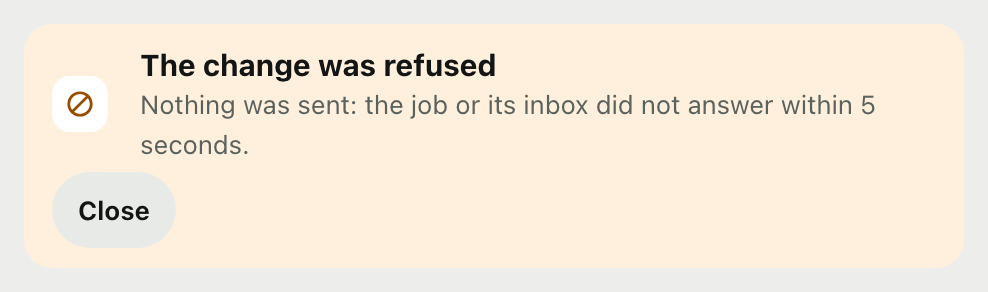 The change was refused
Nothing was sent: the job or its inbox did not answer within 5
seconds.
Close